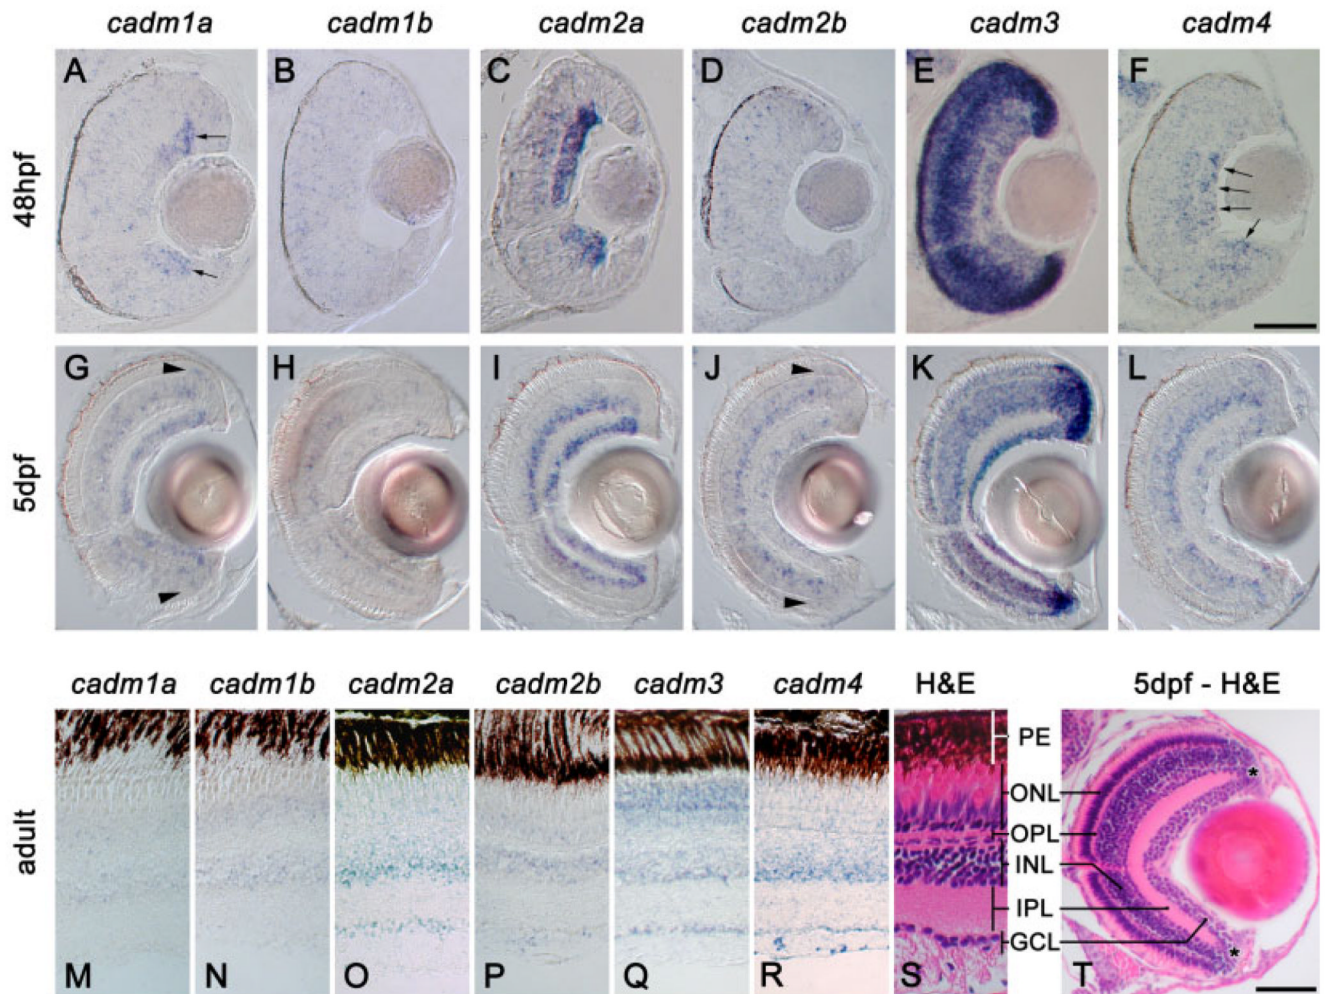 cadm1a cadm1b cadm2a cadm2b cadm3 cadm4
48hpf
A B C D E F
5dpf
G H I J K L
cadm1a cadm1b cadm2a cadm2b cadm3 cadm4 H&E 5dpf - H&E
adult
PE
ONL
OPL
INL
IPL
GCL
M N O P Q R S T
* *